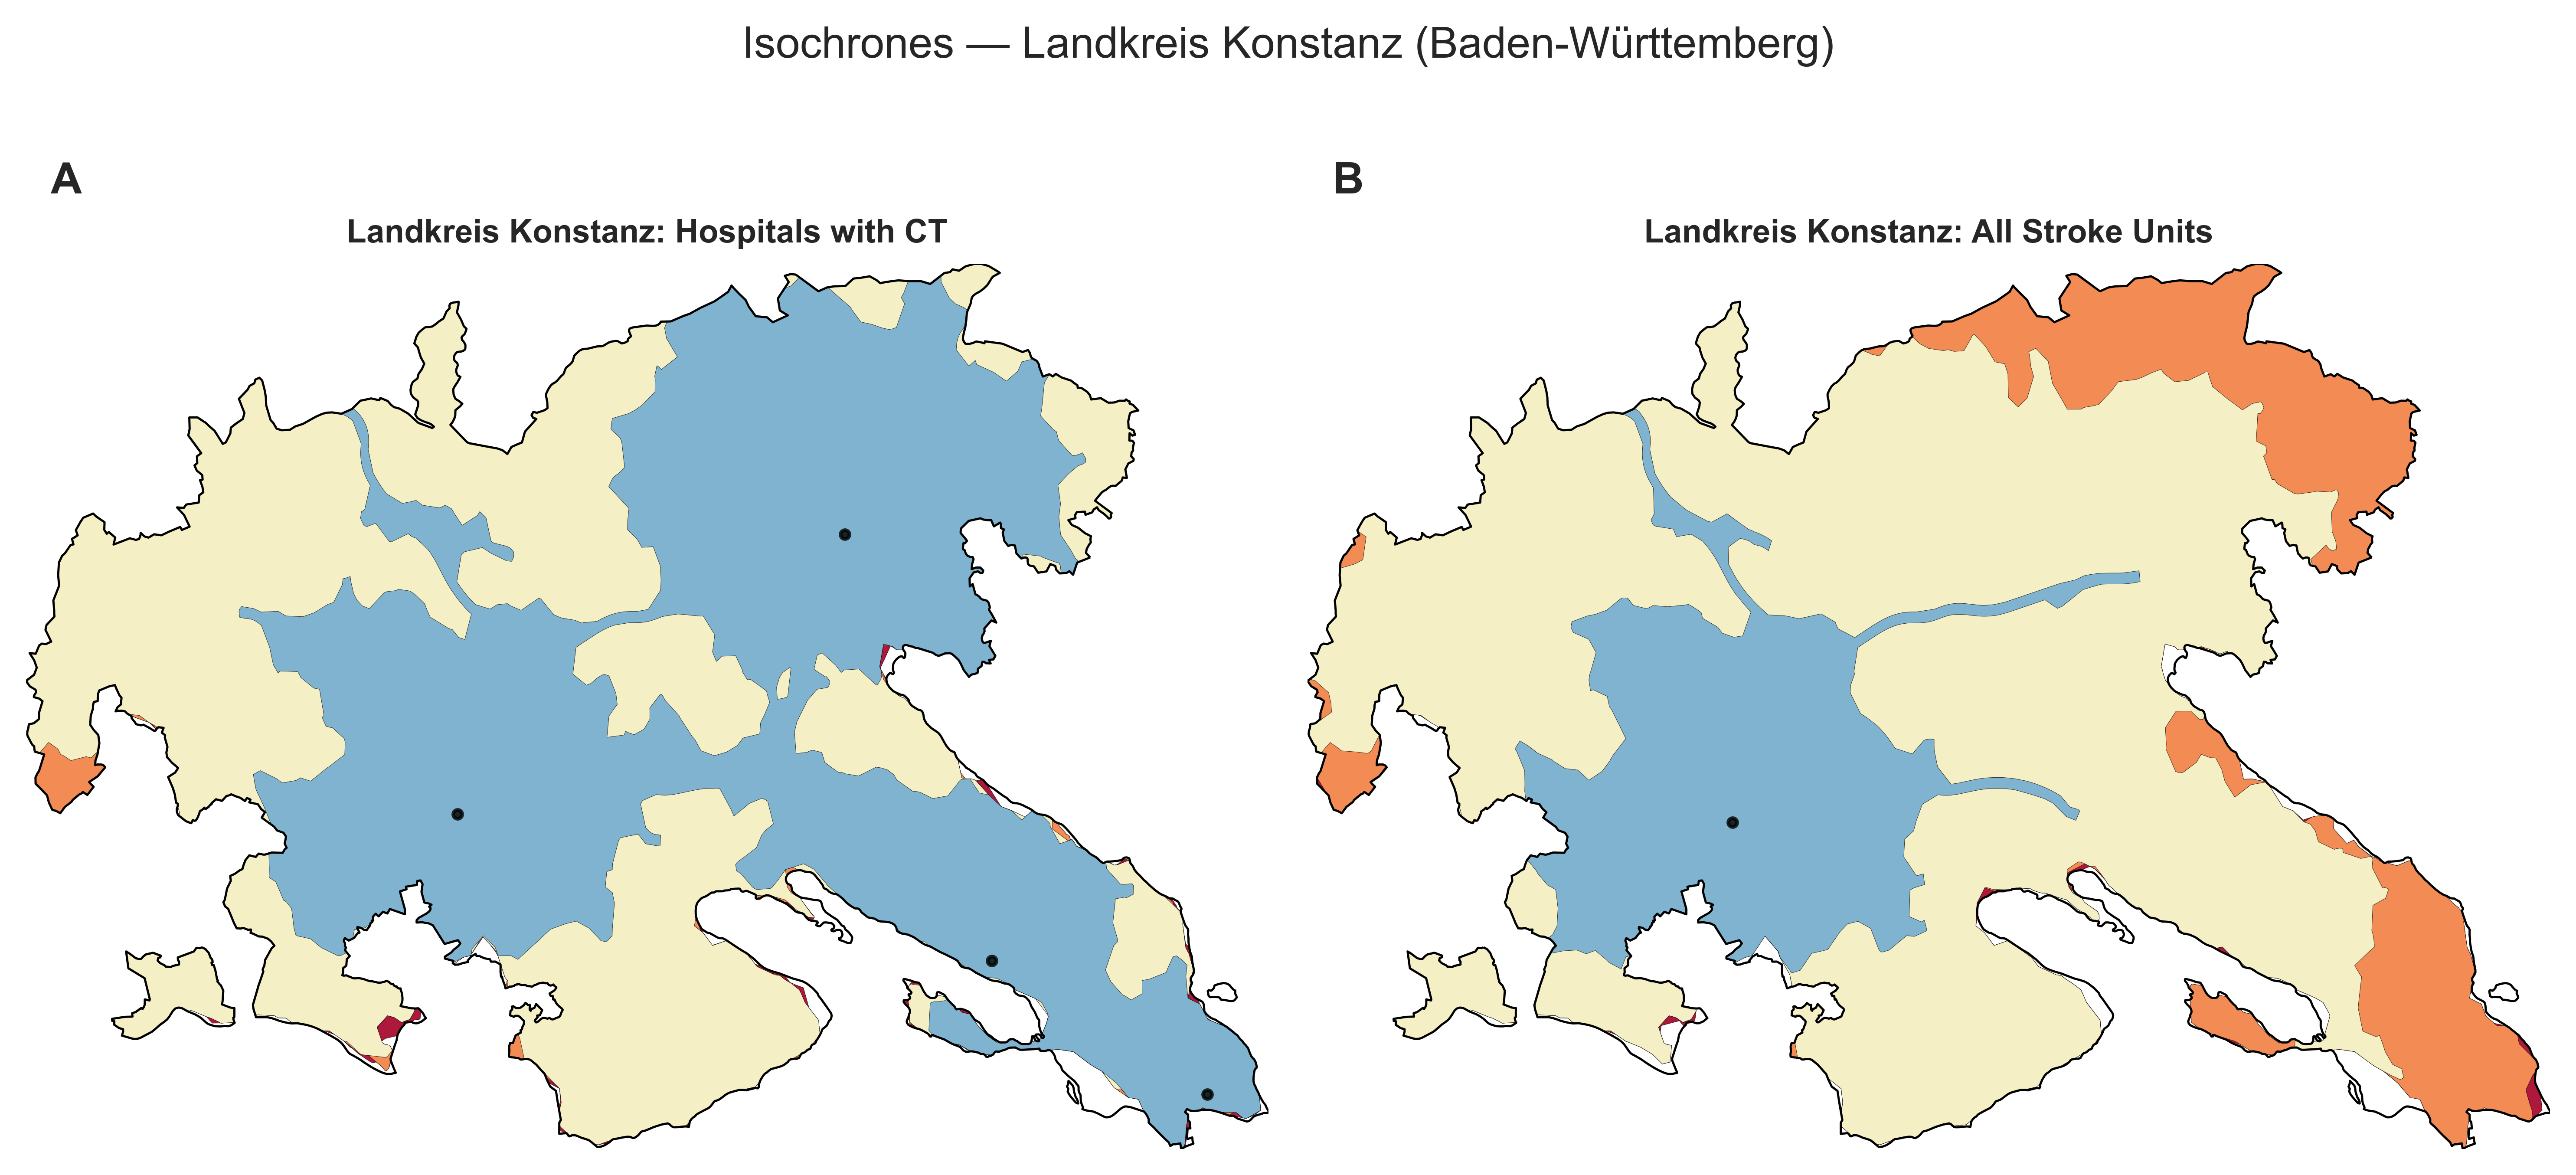 Isochrones — Landkreis Konstanz (Baden-Württemberg)
A
B
Landkreis Konstanz: Hospitals with CT
Landkreis Konstanz: All Stroke Units